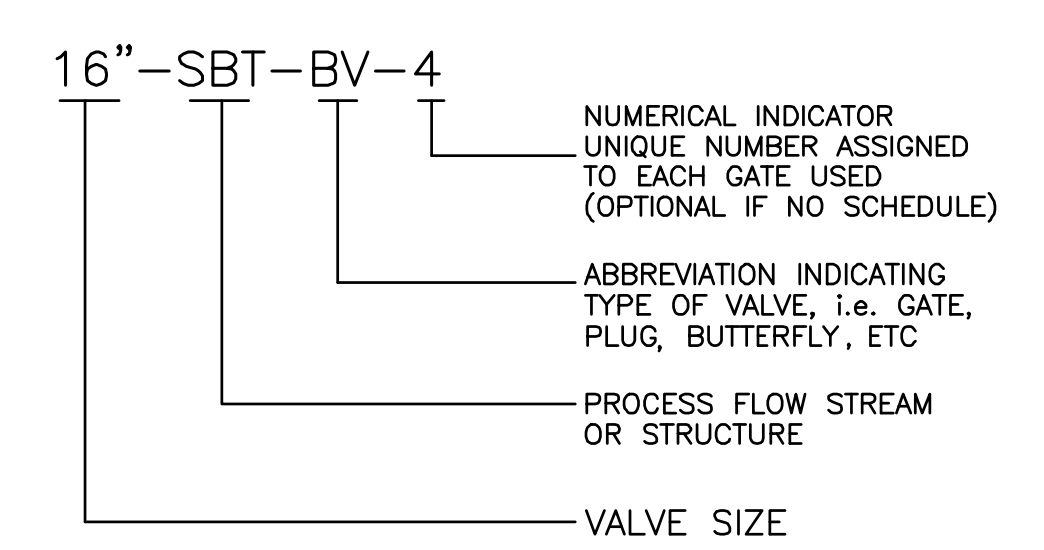 16”-SBT-BV-4
NUMERICAL INDICATOR
UNIQUE NUMBER ASSIGNED
TO EACH GATE USED
(OPTIONAL IF NO SCHEDULE)
ABBREVIATION INDICATING
TYPE OF VALVE, i.e. GATE,
PLUG, BUTTERFLY, ETC
PROCESS FLOW STREAM
OR STRUCTURE
VALVE SIZE